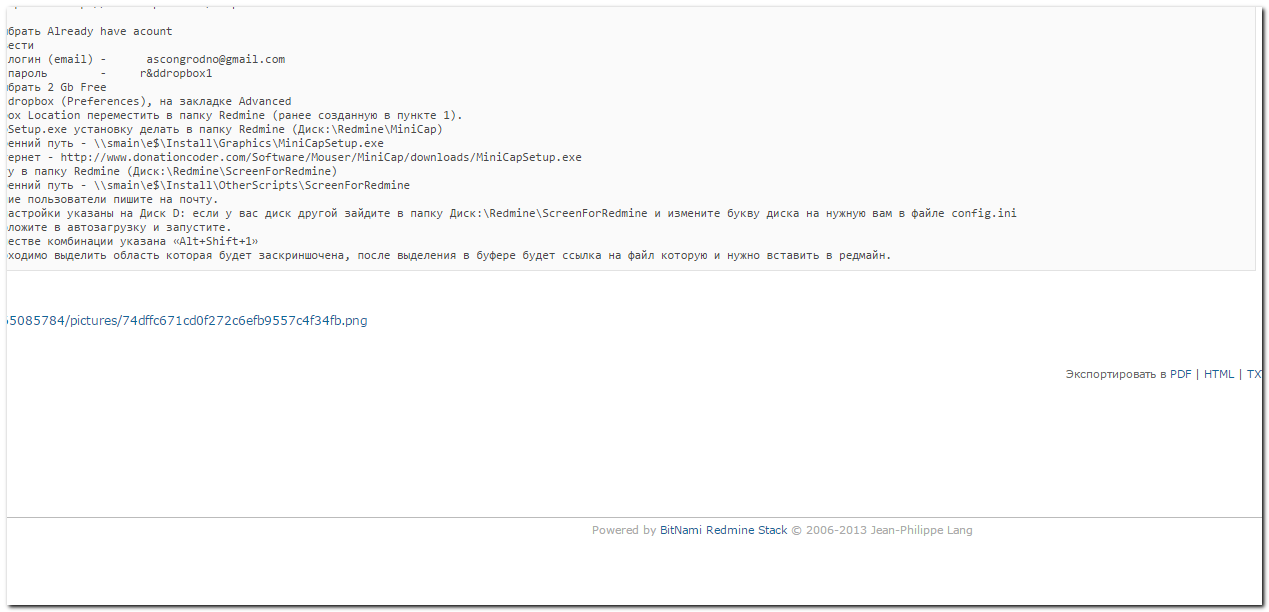 брать Already have acount
ести
логин (email) - ascongrodno@gmail.com
пароль - r&ddropbox1
брать 2 Gb Free
dropbox (Preferences), на закладке Advanced
ox Location переместить в папку Redmine (ранее созданную в пункте 1).
Setup.exe установку делать в папку Redmine (Диск:\Redmine\MiniCap)
ренний путь - \\smain\e$\Install\Graphics\MiniCapSetup.exe
тернет - http://www.donationcoder.com/Software/Mouser/MiniCap/downloads/MiniCapSetup.exe
у в папку Redmine (Диск:\Redmine\ScreenForRedmine)
ренний путь - \\smain\e$\Install\OtherScripts\ScreenForRedmine
ие пользователи пишите на почту.
астройки указаны на Диск D: если у вас диск другой зайдите в папку Диск:\Redmine\ScreenForRedmine и измените букву диска на нужную вам в файле config.ini
ложите в автозагрузку и запустите.
честве комбинации указана «Alt+Shift+1»
бходимо выделить область которая будет заскриншочена, после выделения в буфере будет ссылка на файл которую и нужно вставить в редмайн.
65085784/pictures/74dffc671cd0f272c6efb9557c4f34fb.png
Экспортировать в PDF | HTML | TX
Powered by BitNami Redmine Stack © 2006-2013 Jean-Philippe Lang